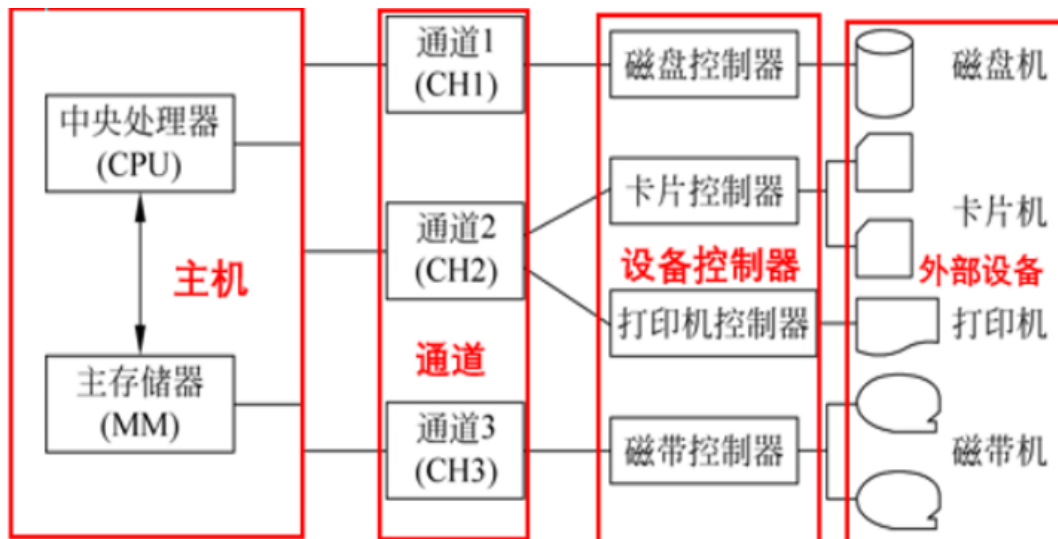 中央处理器
(CPU)
主机
主存储器
(MM)
通道1
(CH1)
通道2
(CH2)
通道
通道3
(CH3)
磁盘控制器
卡片控制器
设备控制器
打印机控制器
磁带控制器
磁盘机
卡片机
外部设备
打印机
磁带机